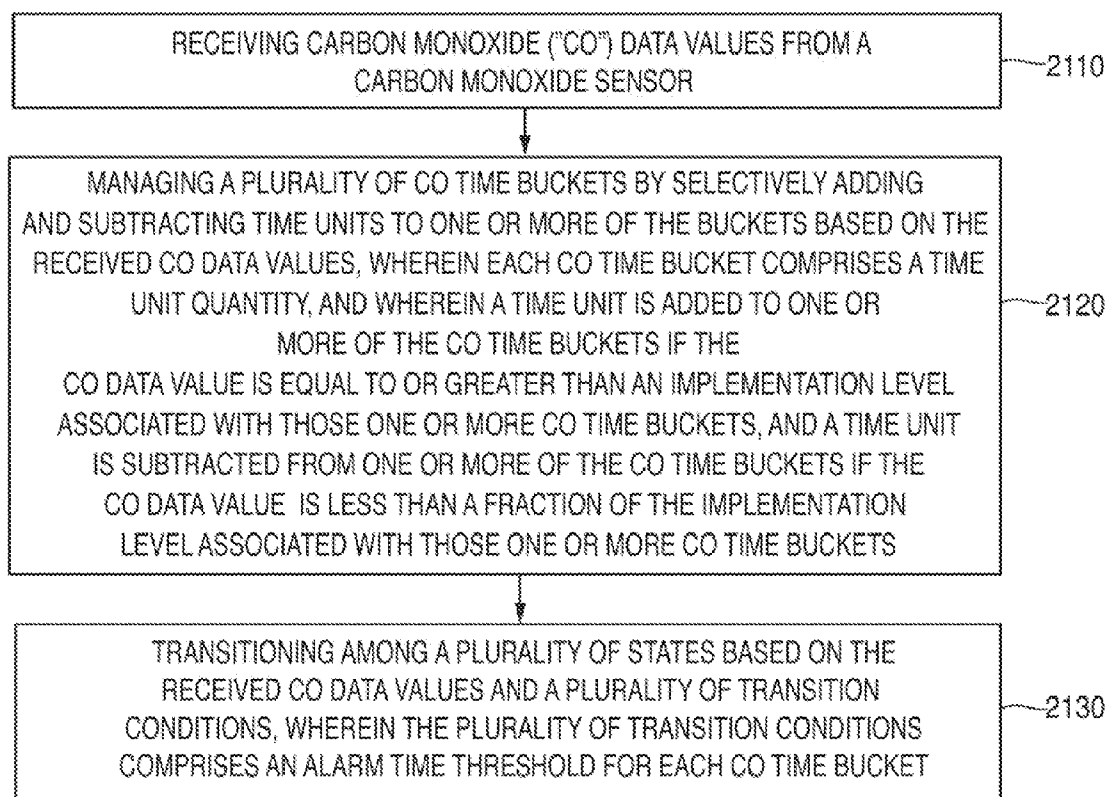 RECEIVING CARBON MONOXIDE ("CO") DATA VALUES FROM A
CARBON MONOXIDE SENSOR
2110
MANAGING A PLURALITY OF CO TIME BUCKETS BY SELECTIVELY ADDING
AND SUBTRACTING TIME UNITS TO ONE OR MORE OF THE BUCKETS BASED ON THE
RECEIVED CO DATA VALUES, WHEREIN EACH CO TIME BUCKET COMPRISES A TIME
UNIT QUANTITY, AND WHEREIN A TIME UNIT IS ADDED TO ONE OR
MORE OF THE CO TIME BUCKETS IF THE
CO DATA VALUE IS EQUAL TO OR GREATER THAN AN IMPLEMENTATION LEVEL
ASSOCIATED WITH THOSE ONE OR MORE CO TIME BUCKETS, AND A TIME UNIT
IS SUBTRACTED FROM ONE OR MORE OF THE CO TIME BUCKETS IF THE
CO DATA VALUE IS LESS THAN A FRACTION OF THE IMPLEMENTATION
LEVEL ASSOCIATED WITH THOSE ONE OR MORE CO TIME BUCKETS
2120
TRANSITIONING AMONG A PLURALITY OF STATES BASED ON THE
RECEIVED CO DATA VALUES AND A PLURALITY OF TRANSITION
CONDITIONS, WHEREIN THE PLURALITY OF TRANSITION CONDITIONS
COMPRISES AN ALARM TIME THRESHOLD FOR EACH CO TIME BUCKET
2130